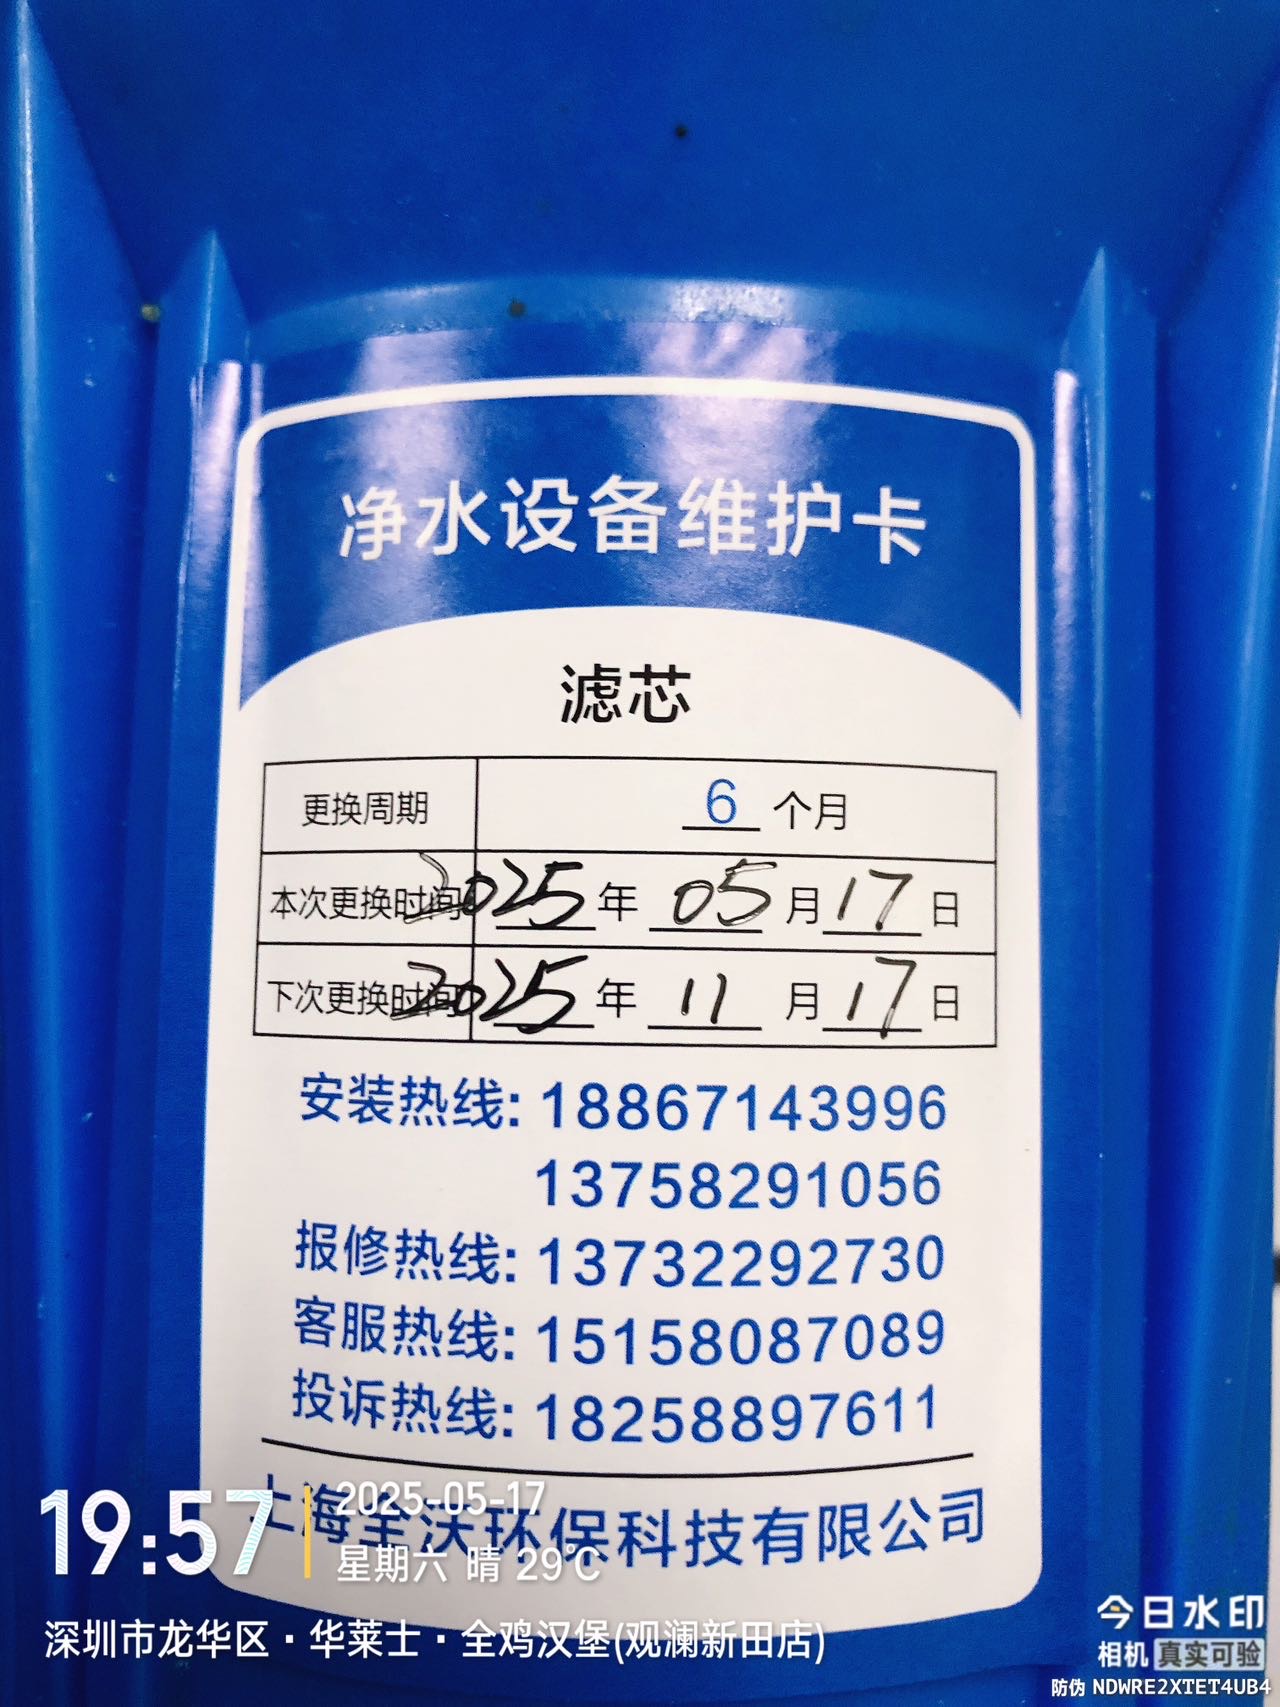 净水设备维护卡
滤芯
更换周期 6 个月
本次更换时间 2025 年 05 月 17 日
下次更换时间 2025 年 11 月 17 日
安装热线: 18867143996
13758291056
报修热线: 13732292730
客服热线: 15158087089
投诉热线: 18258897611
上海全沃环保科技有限公司
19:57
2025-05-17
星期六 晴 29℃
深圳市龙华区·华莱士·全鸡汉堡(观澜新田店)
今日水印
相机 真实可验
防伪 NDWRE2XTET4UB4